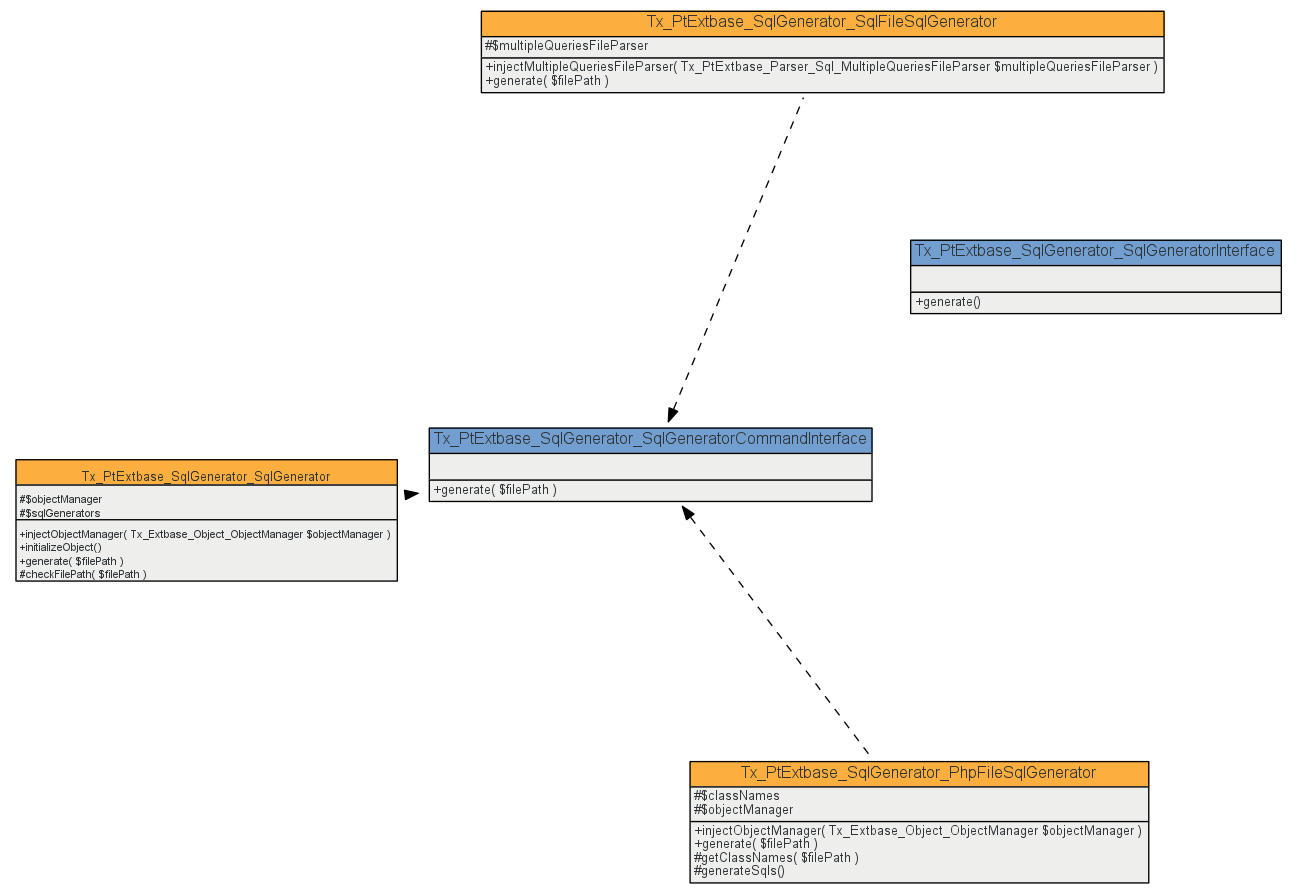 Tx_PtExtbase_SqlGenerator_SqlFileSqlGenerator
#$multipleQueriesFileParser
+injectMultipleQueriesFileParser( Tx_PtExtbase_Parser_Sql_MultipleQueriesFileParser $multipleQueriesFileParser )
+generate( $filePath )
Tx_PtExtbase_SqlGenerator_SqlGeneratorInterface
+generate()
Tx_PtExtbase_SqlGenerator_SqlGeneratorCommandInterface
+generate( $filePath )
Tx_PtExtbase_SqlGenerator_SqlGenerator
#$objectManager
#$sqlGenerators
+injectObjectManager( Tx_Extbase_Object_ObjectManager $objectManager )
+initializeObject()
+generate( $filePath )
#checkFilePath( $filePath )
Tx_PtExtbase_SqlGenerator_PhpFileSqlGenerator
#$classNames
#$objectManager
+injectObjectManager( Tx_Extbase_Object_ObjectManager $objectManager )
+generate( $filePath )
#getClassNames( $filePath )
#generateSqls()